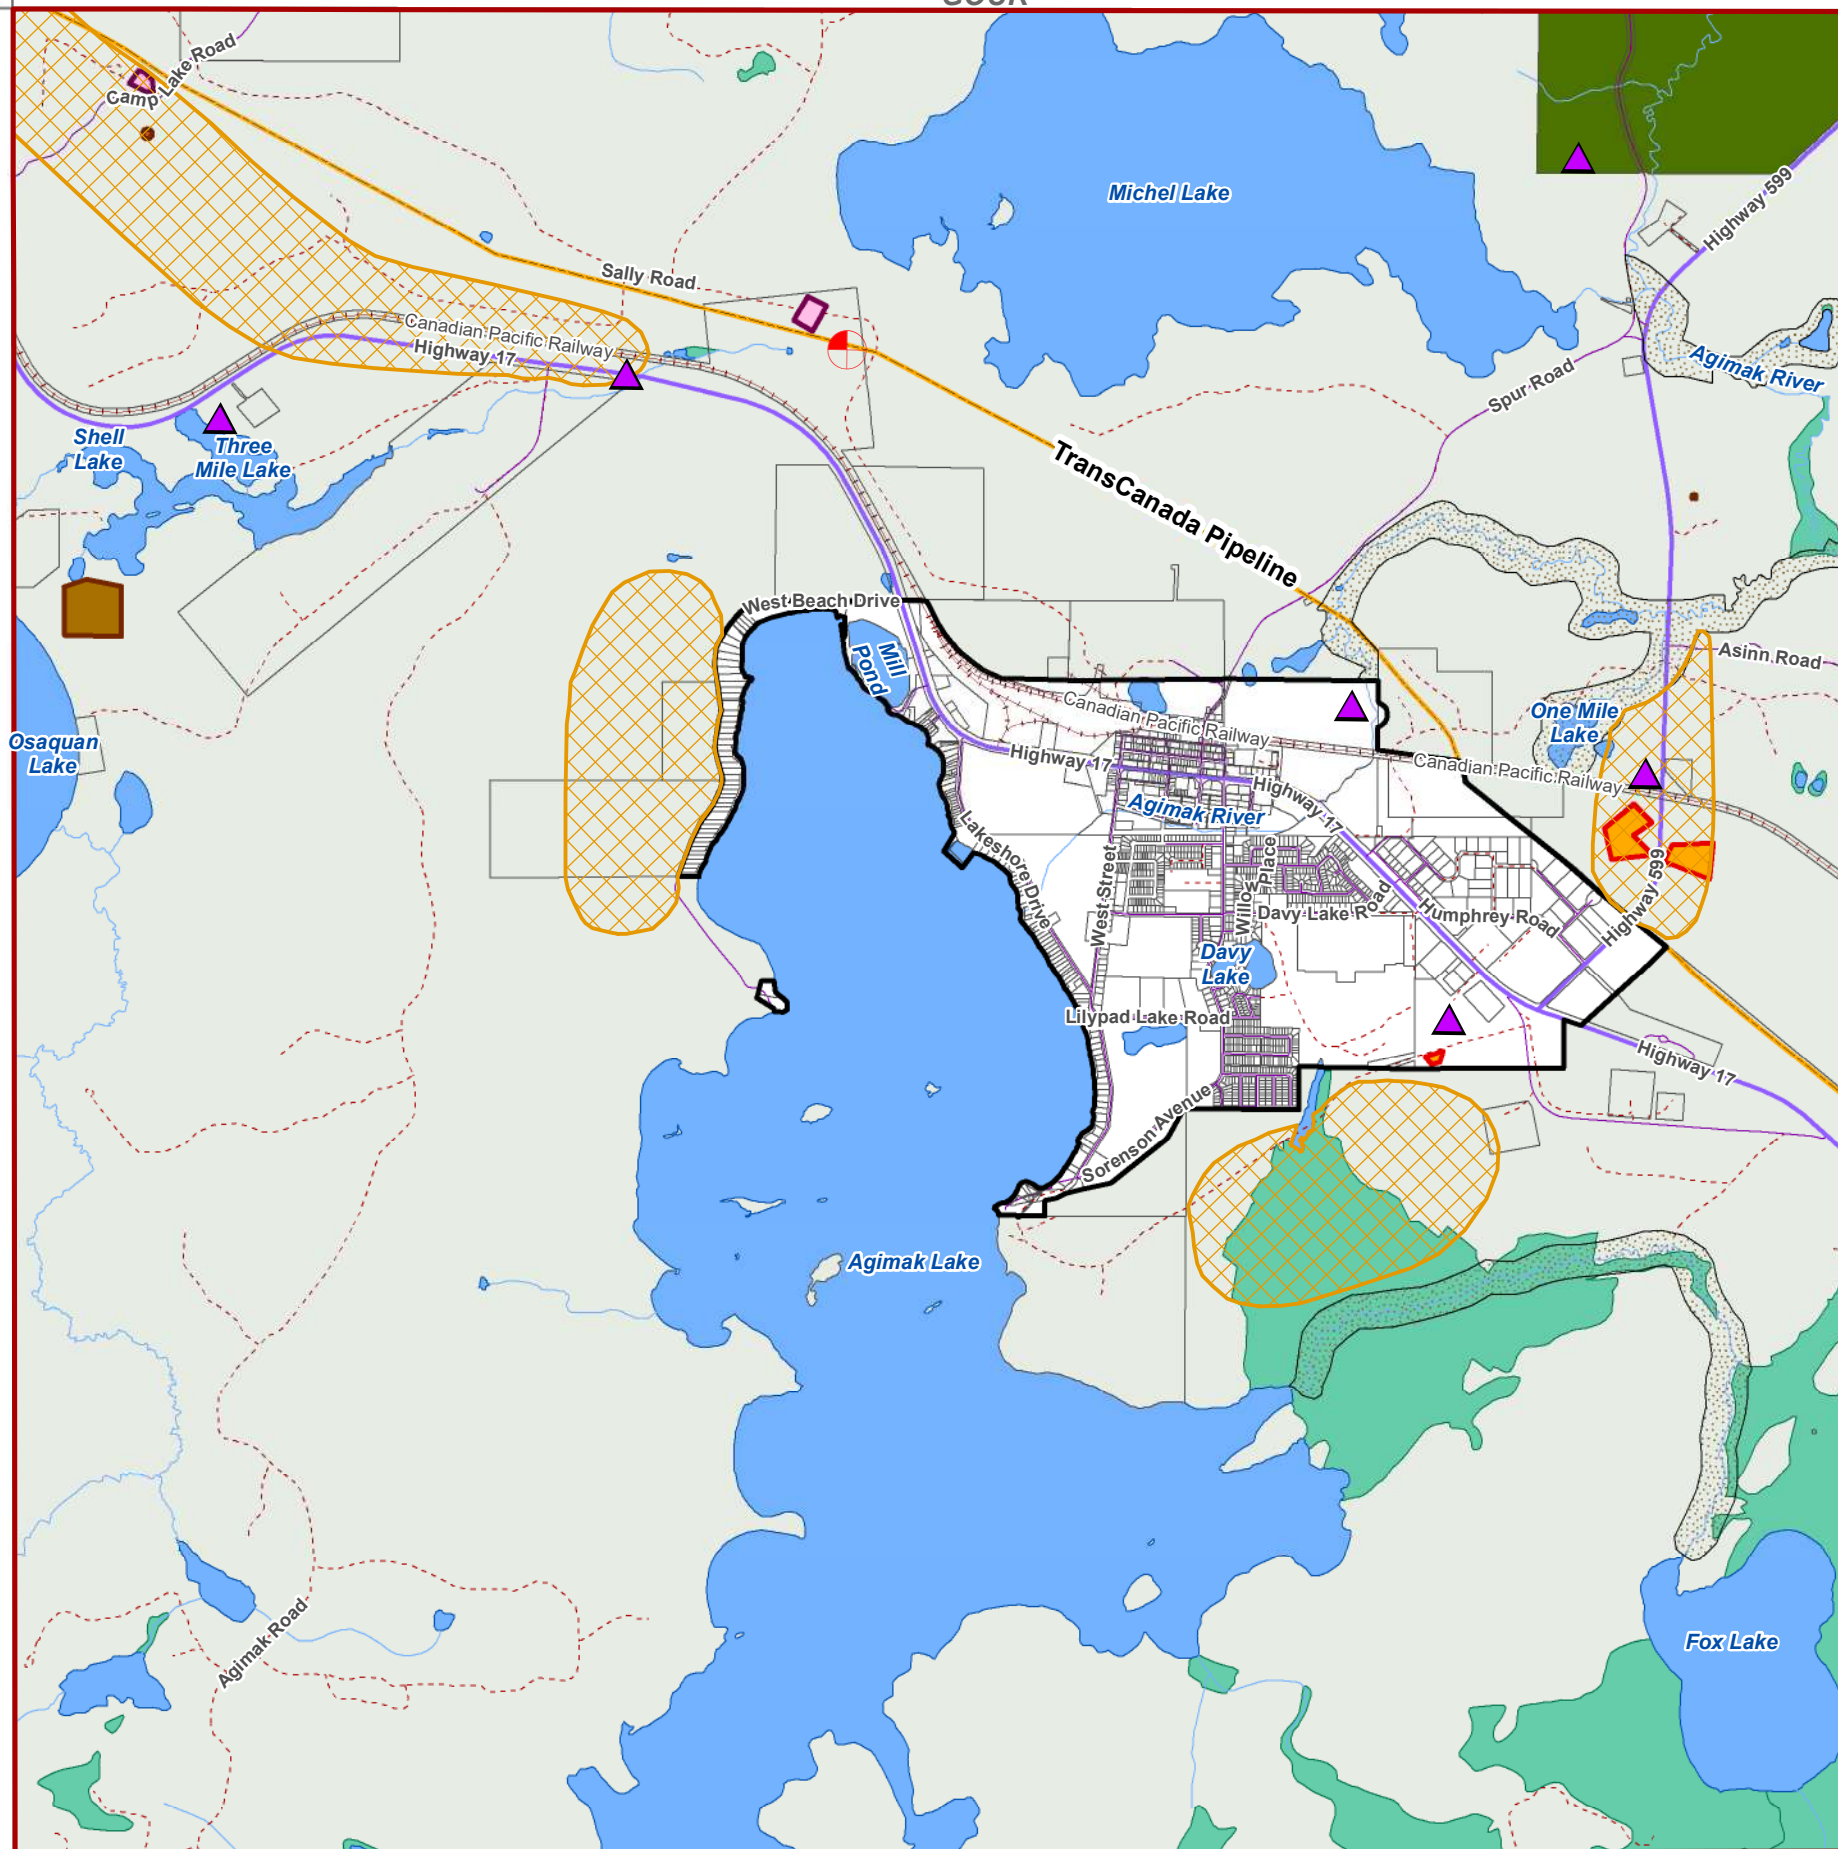 Camp Lake Road
Michel Lake
Highway 599
Sally Road
Canadian Pacific Railway
Highway 17
Agimak River
Spur Road
Shell
Lake
Three
Mile Lake
TransCanada Pipeline
West Beach Drive
Mill
Pond
Asinn Road
Osaquan
Lake
One Mile
Lake
Canadian Pacific Railway
Highway 17
Canadian Pacific Railway
Highway 17
Agimak River
Lakeshore Drive
West Street
Willow
Place
Davy Lake Road
Humphrey Road
Highway 599
Davy
Lake
Lilypad Lake Road
Highway 17
Sorenson Avenue
Agimak Lake
Agimak Road
Fox Lake